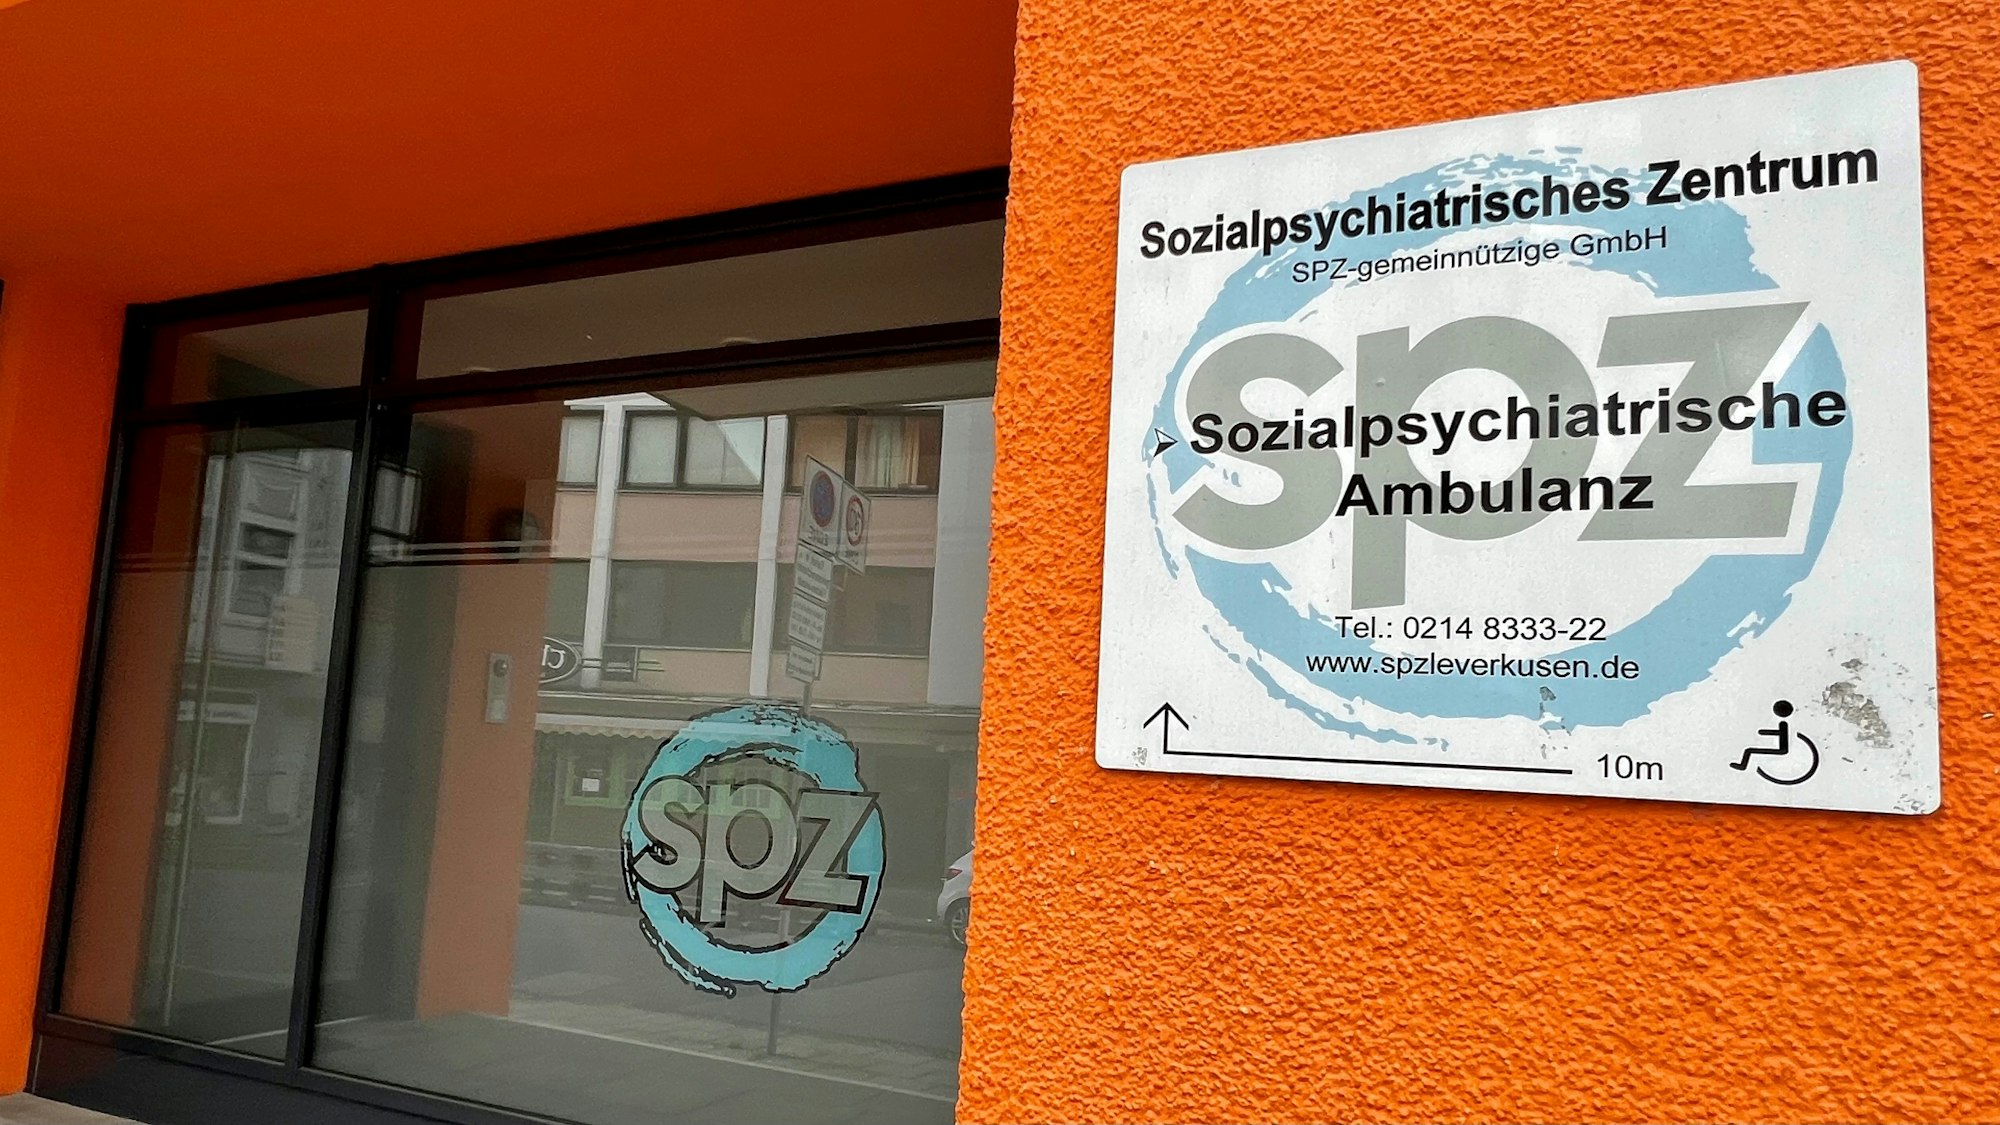 Sozialpsychiatrisches Zentrum
SPZ-gemeinnützige GmbH
spz
Sozialpsychiatrische
Ambulanz
Tel.: 0214 8333-22
www.spzleverkusen.de
10m
spz